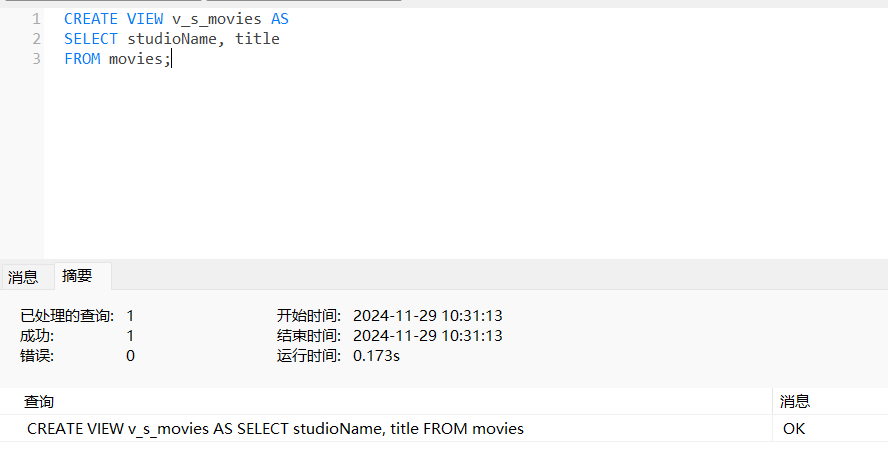 1 CREATE VIEW v_s_movies AS
2 SELECT studioName, title
3 FROM movies;
消息 摘要
已处理的查询: 1 开始时间: 2024-11-29 10:31:13
成功: 1 结束时间: 2024-11-29 10:31:13
错误: 0 运行时间: 0.173s
查询 消息
CREATE VIEW v_s_movies AS SELECT studioName, title FROM movies OK